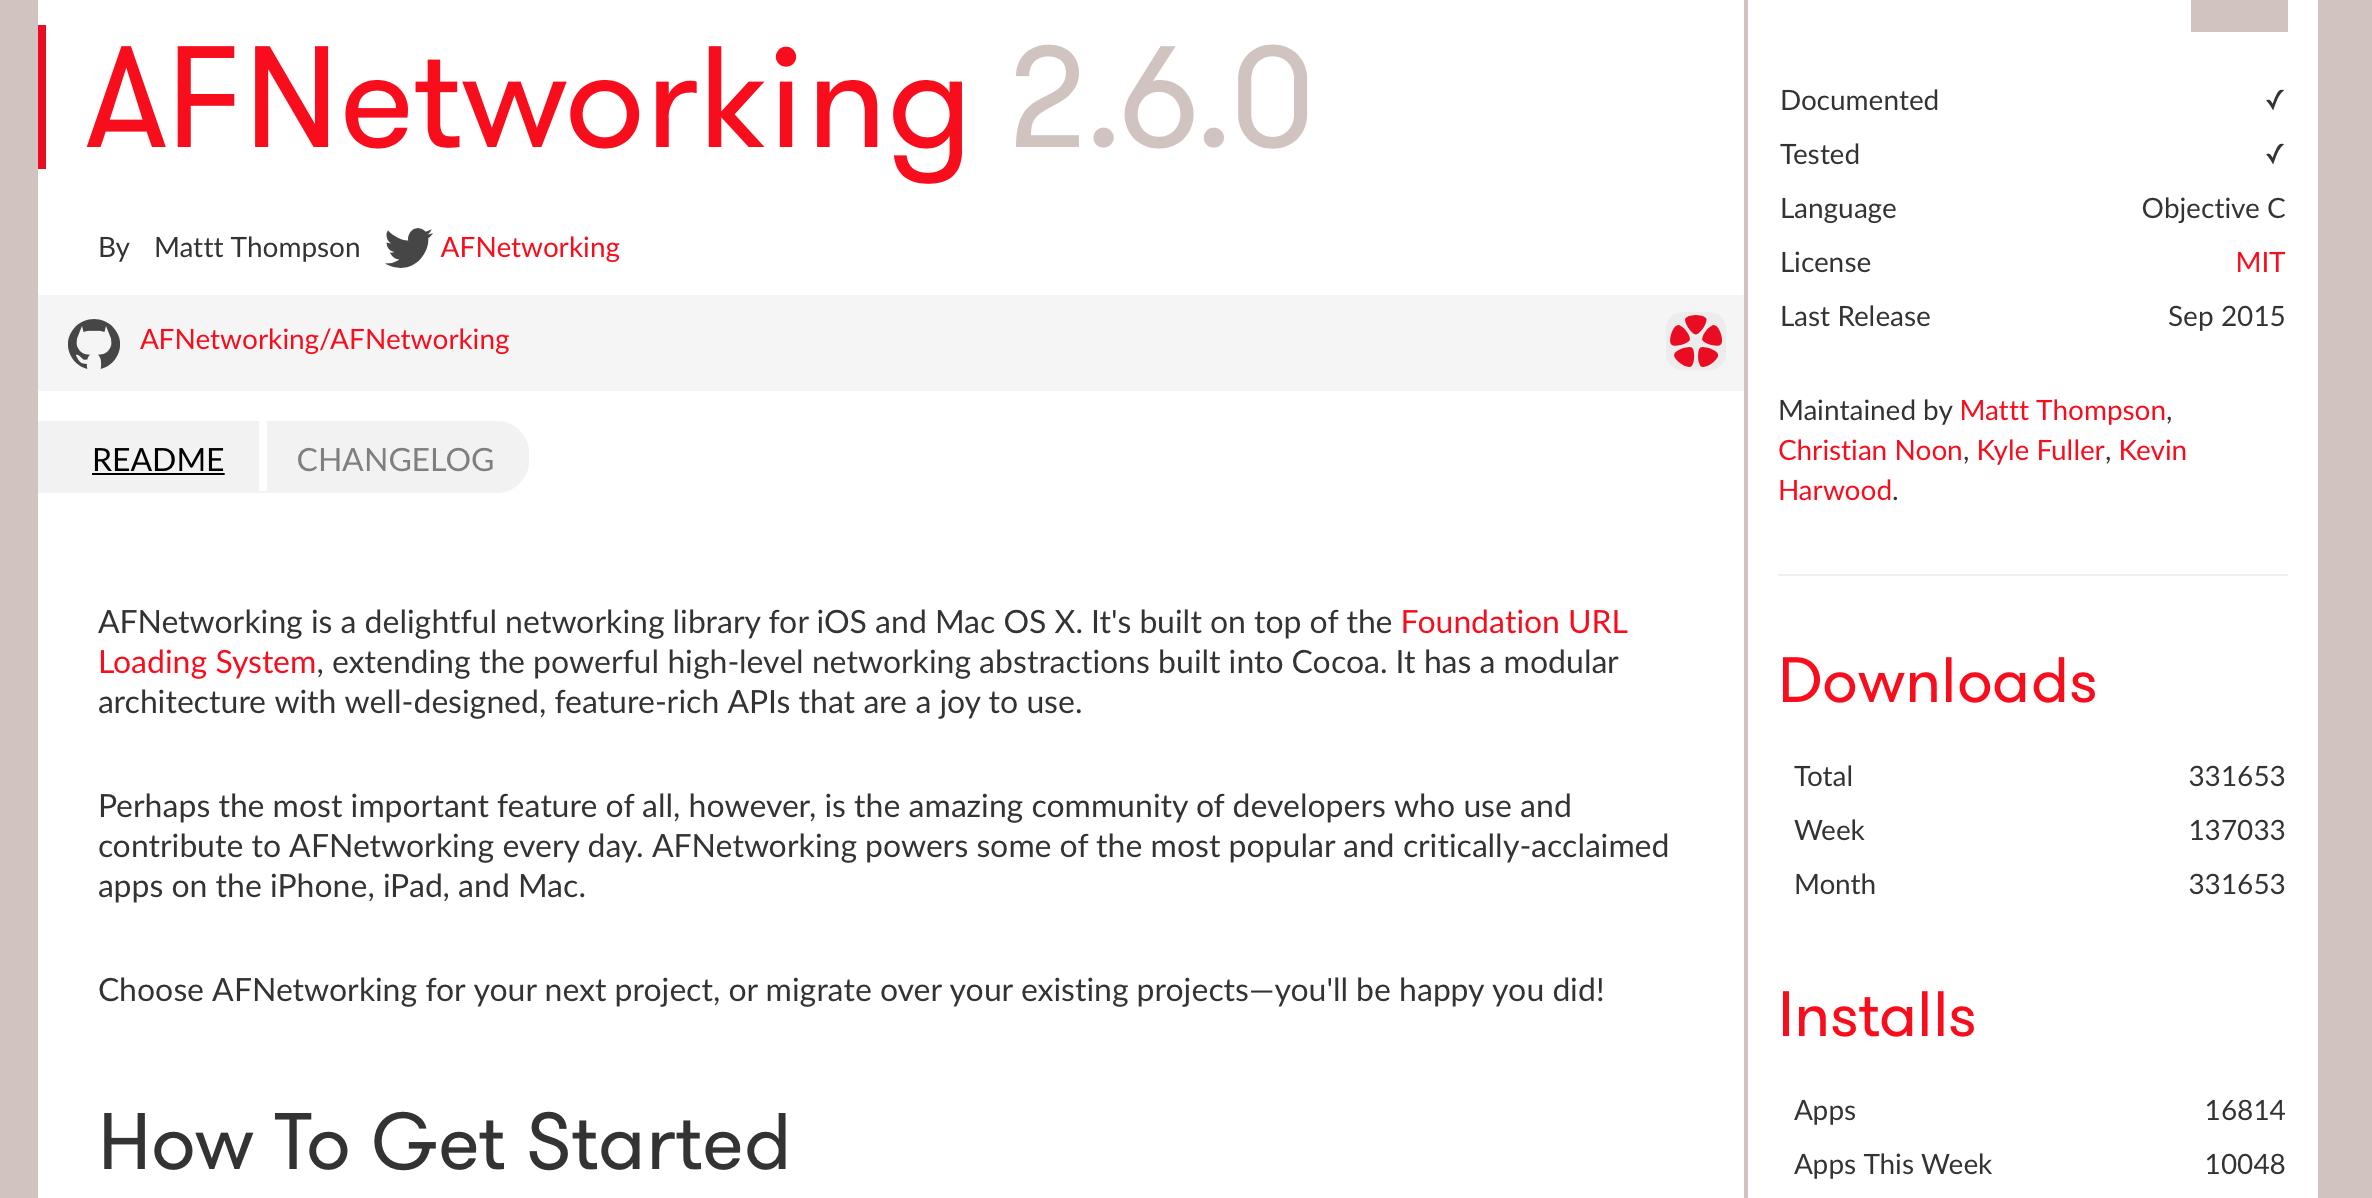 AFNetworking 2.6.0
By Mattt Thompson AFNetworking
AFNetworking/AFNetworking
README CHANGELOG
AFNetworking is a delightful networking library for iOS and Mac OS X. It's built on top of the Foundation URL
Loading System, extending the powerful high-level networking abstractions built into Cocoa. It has a modular
architecture with well-designed, feature-rich APIs that are a joy to use.
Perhaps the most important feature of all, however, is the amazing community of developers who use and
contribute to AFNetworking every day. AFNetworking powers some of the most popular and critically-acclaimed
apps on the iPhone, iPad, and Mac.
Choose AFNetworking for your next project, or migrate over your existing projects—you'll be happy you did!
How To Get Started
Documented ✓
Tested ✓
Language Objective C
License MIT
Last Release Sep 2015
Maintained by Mattt Thompson,
Christian Noon, Kyle Fuller, Kevin
Harwood.
Downloads
Total 331653
Week 137033
Month 331653
Installs
Apps 16814
Apps This Week 10048